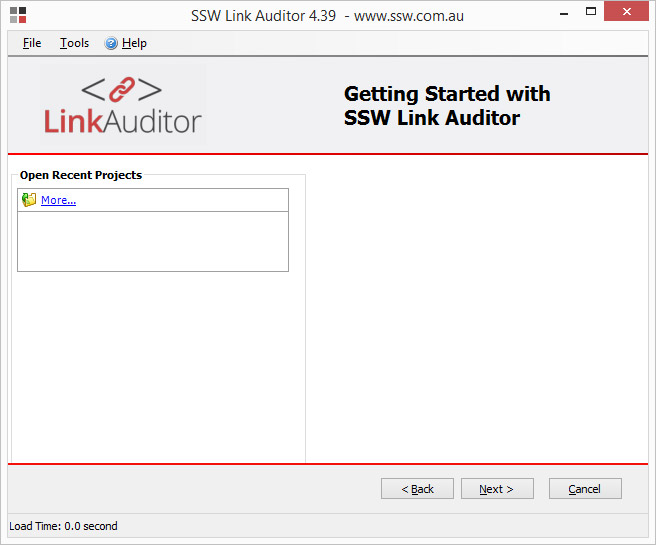 SSW Link Auditor 4.39 - www.ssw.com.au
File Tools Help
<> LinkAuditor
Getting Started with
SSW Link Auditor
Open Recent Projects
More...
< Back Next > Cancel
Load Time: 0.0 second